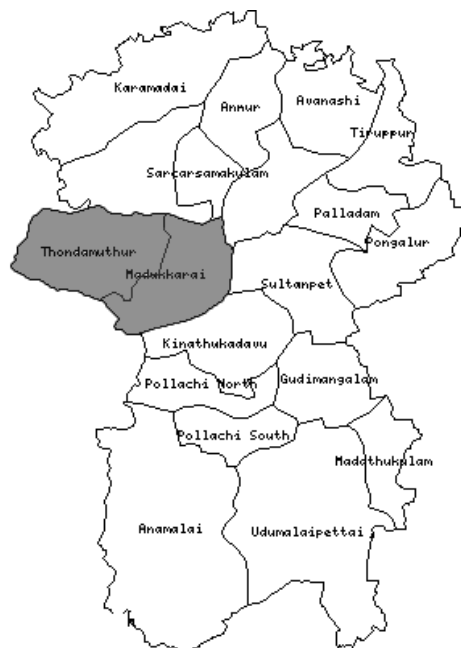 Karamadai
Annur
Avanashi
Tiruppur
Sarcarsamakulam
Palladam
Pongalur
Thondamuthur
Madukkarai
Sultanpet
Kinathukadavu
Pollachi North
Gudimangalam
Pollachi South
Madathukulam
Anamalai
Udumalaipettai